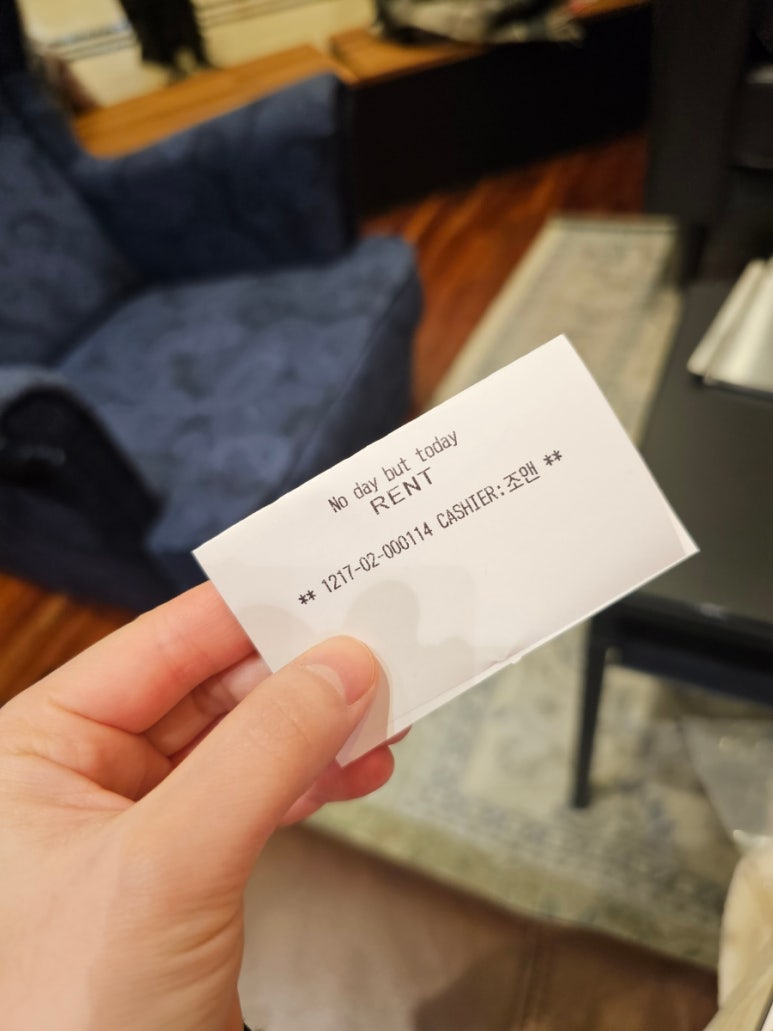 No day but today
RENT
** 1217-02-000114 CASHIER:조앤 **